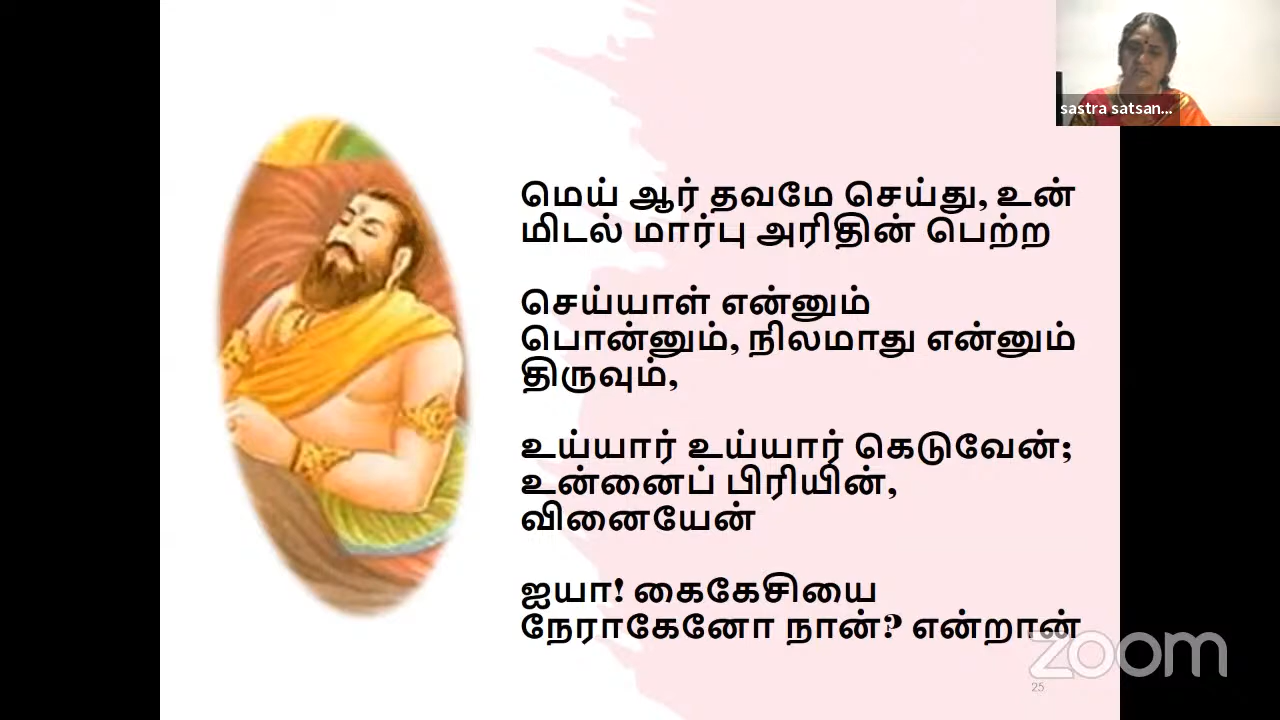 sastra satsan...
மெய் ஆர் தவமே செய்து, உன்
மிடல் மார்பு அரிதின் பெற்ற
செய்யாள் என்னும்
பொன்னும், நிலமாது என்னும்
திருவும்,
உய்யார் உய்யார் கெடுவேன்;
உன்னைப் பிரியின்,
வினையேன்
ஐயா! கைகேசியை
நேராகேனோ நான்? என்றான்
zoom
25